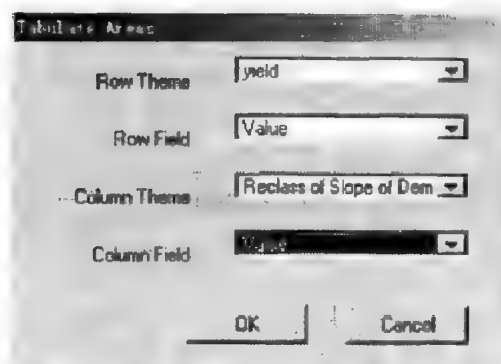 Tabulate Areas
Row Theme yield
Row Field Value
Column Theme Reclass of Slope of Dem
Column Field Value
OK Cancel